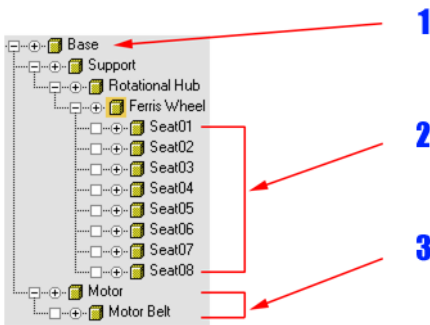 1
Base
Support
Rotational Hub
Ferris Wheel
Seat01
Seat02
2
Seat03
Seat04
Seat05
Seat06
Seat07
3
Seat08
Motor
Motor Belt